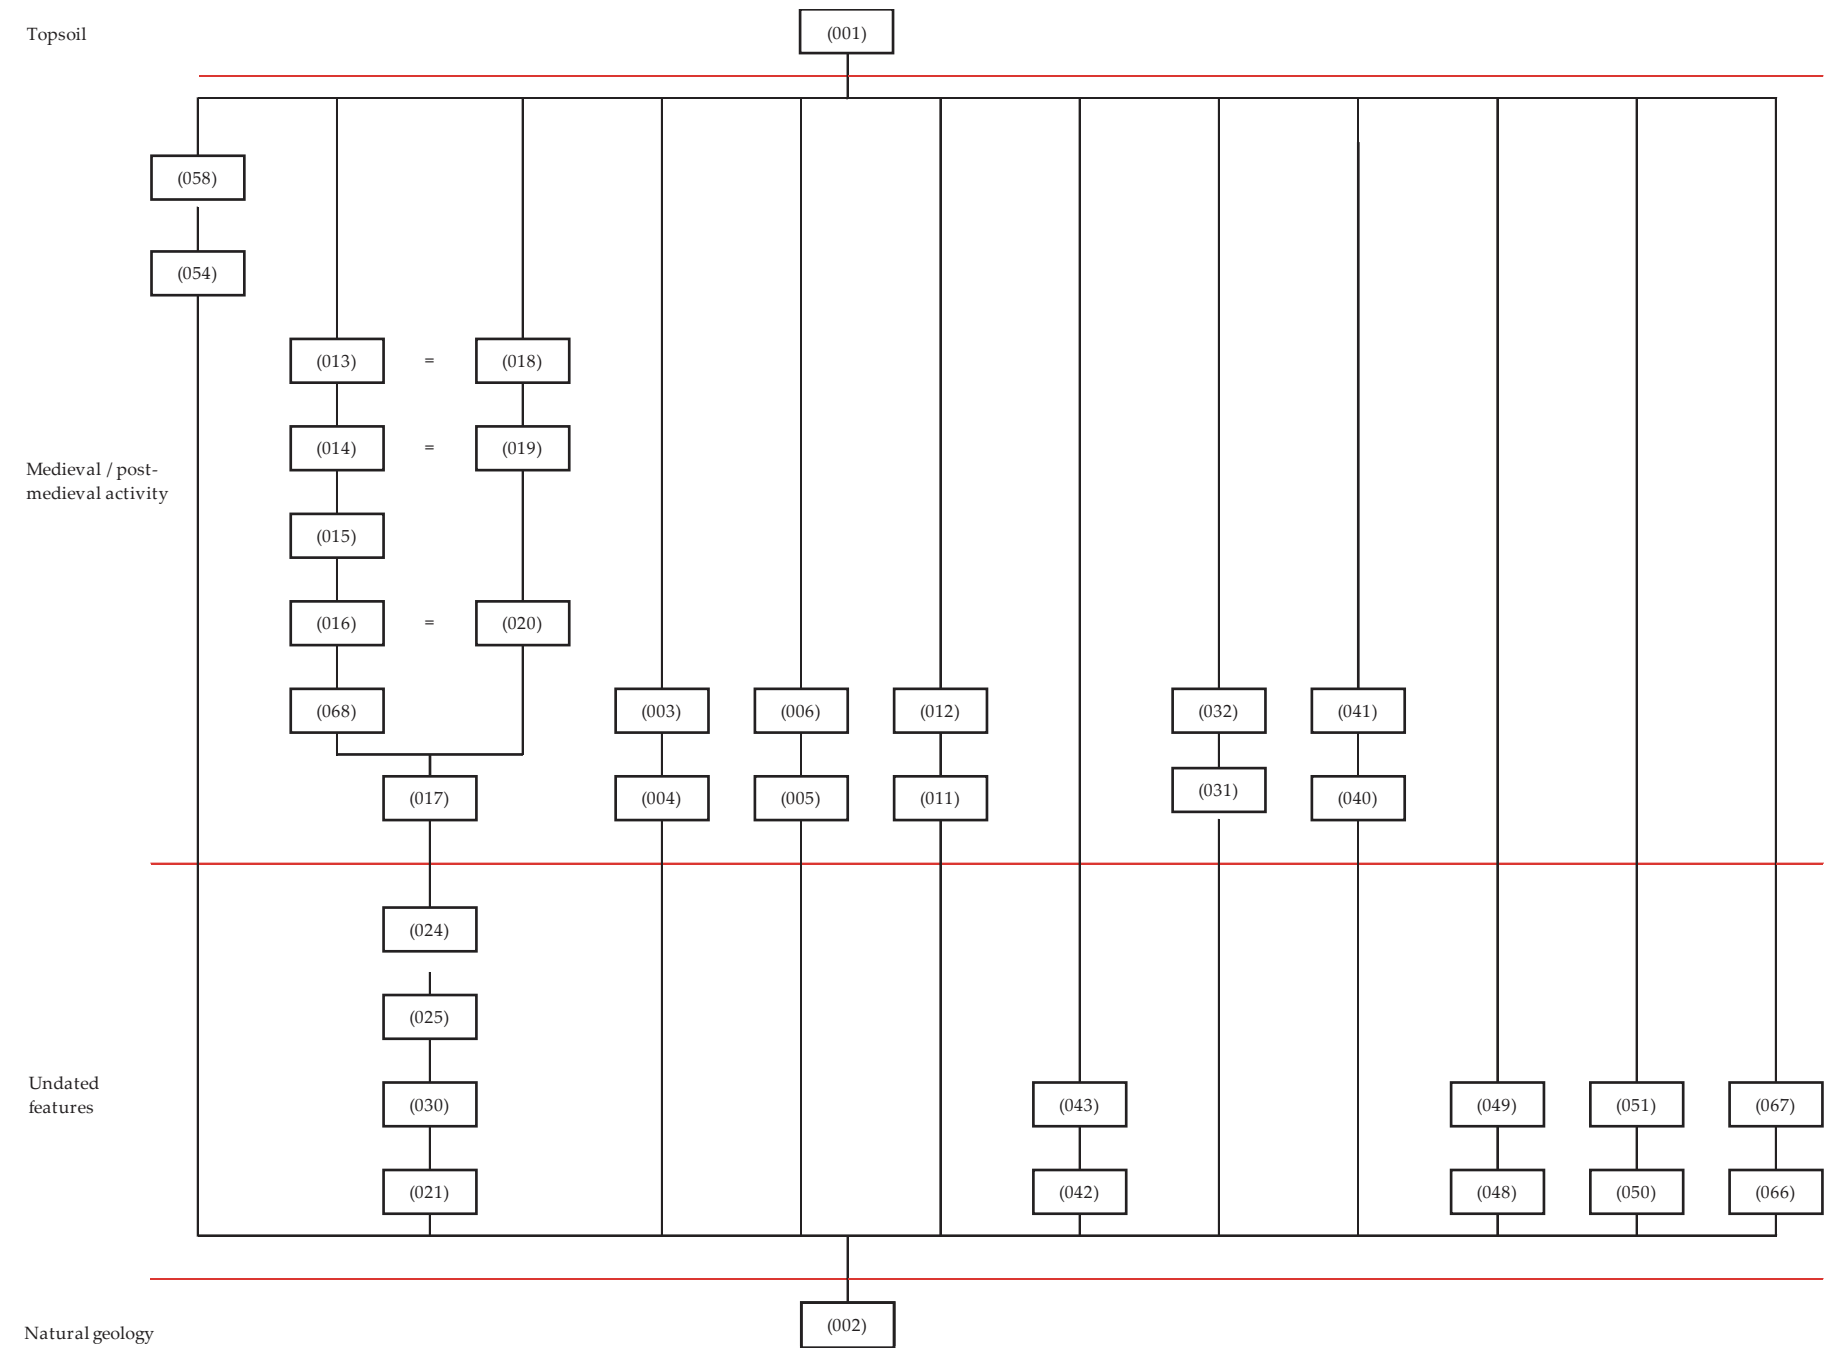 Topsoil
(001)
(058)
(054)
(013) = (018)
(014) = (019)
Medieval / post-
medieval activity
(015)
(016) = (020)
(068) (003) (006) (012) (032) (041)
(017) (004) (005) (011) (031) (040)
(024)
(025)
Undated
features
(030) (043) (049) (051) (067)
(021) (042) (048) (050) (066)
(002)
Natural geology